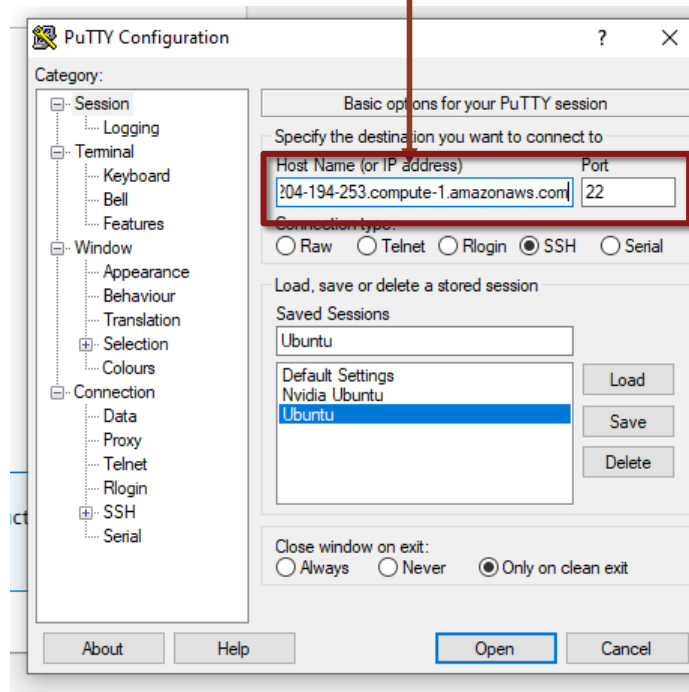 PuTTY Configuration
?
Category:
Session
Logging
Terminal
Keyboard
Bell
Features
Window
Appearance
Behaviour
Translation
Selection
Colours
Connection
Data
Proxy
Telnet
Rlogin
SSH
Serial
Basic options for your PuTTY session
Specify the destination you want to connect to
Host Name (or IP address) Port
204-194-253.compute-1.amazonaws.com 22
Connection type:
Raw Telnet Rlogin SSH Serial
Load, save or delete a stored session
Saved Sessions
Ubuntu
Default Settings
Nvidia Ubuntu
Ubuntu
Load
Save
Delete
Close window on exit:
Always Never Only on clean exit
About Help Open Cancel